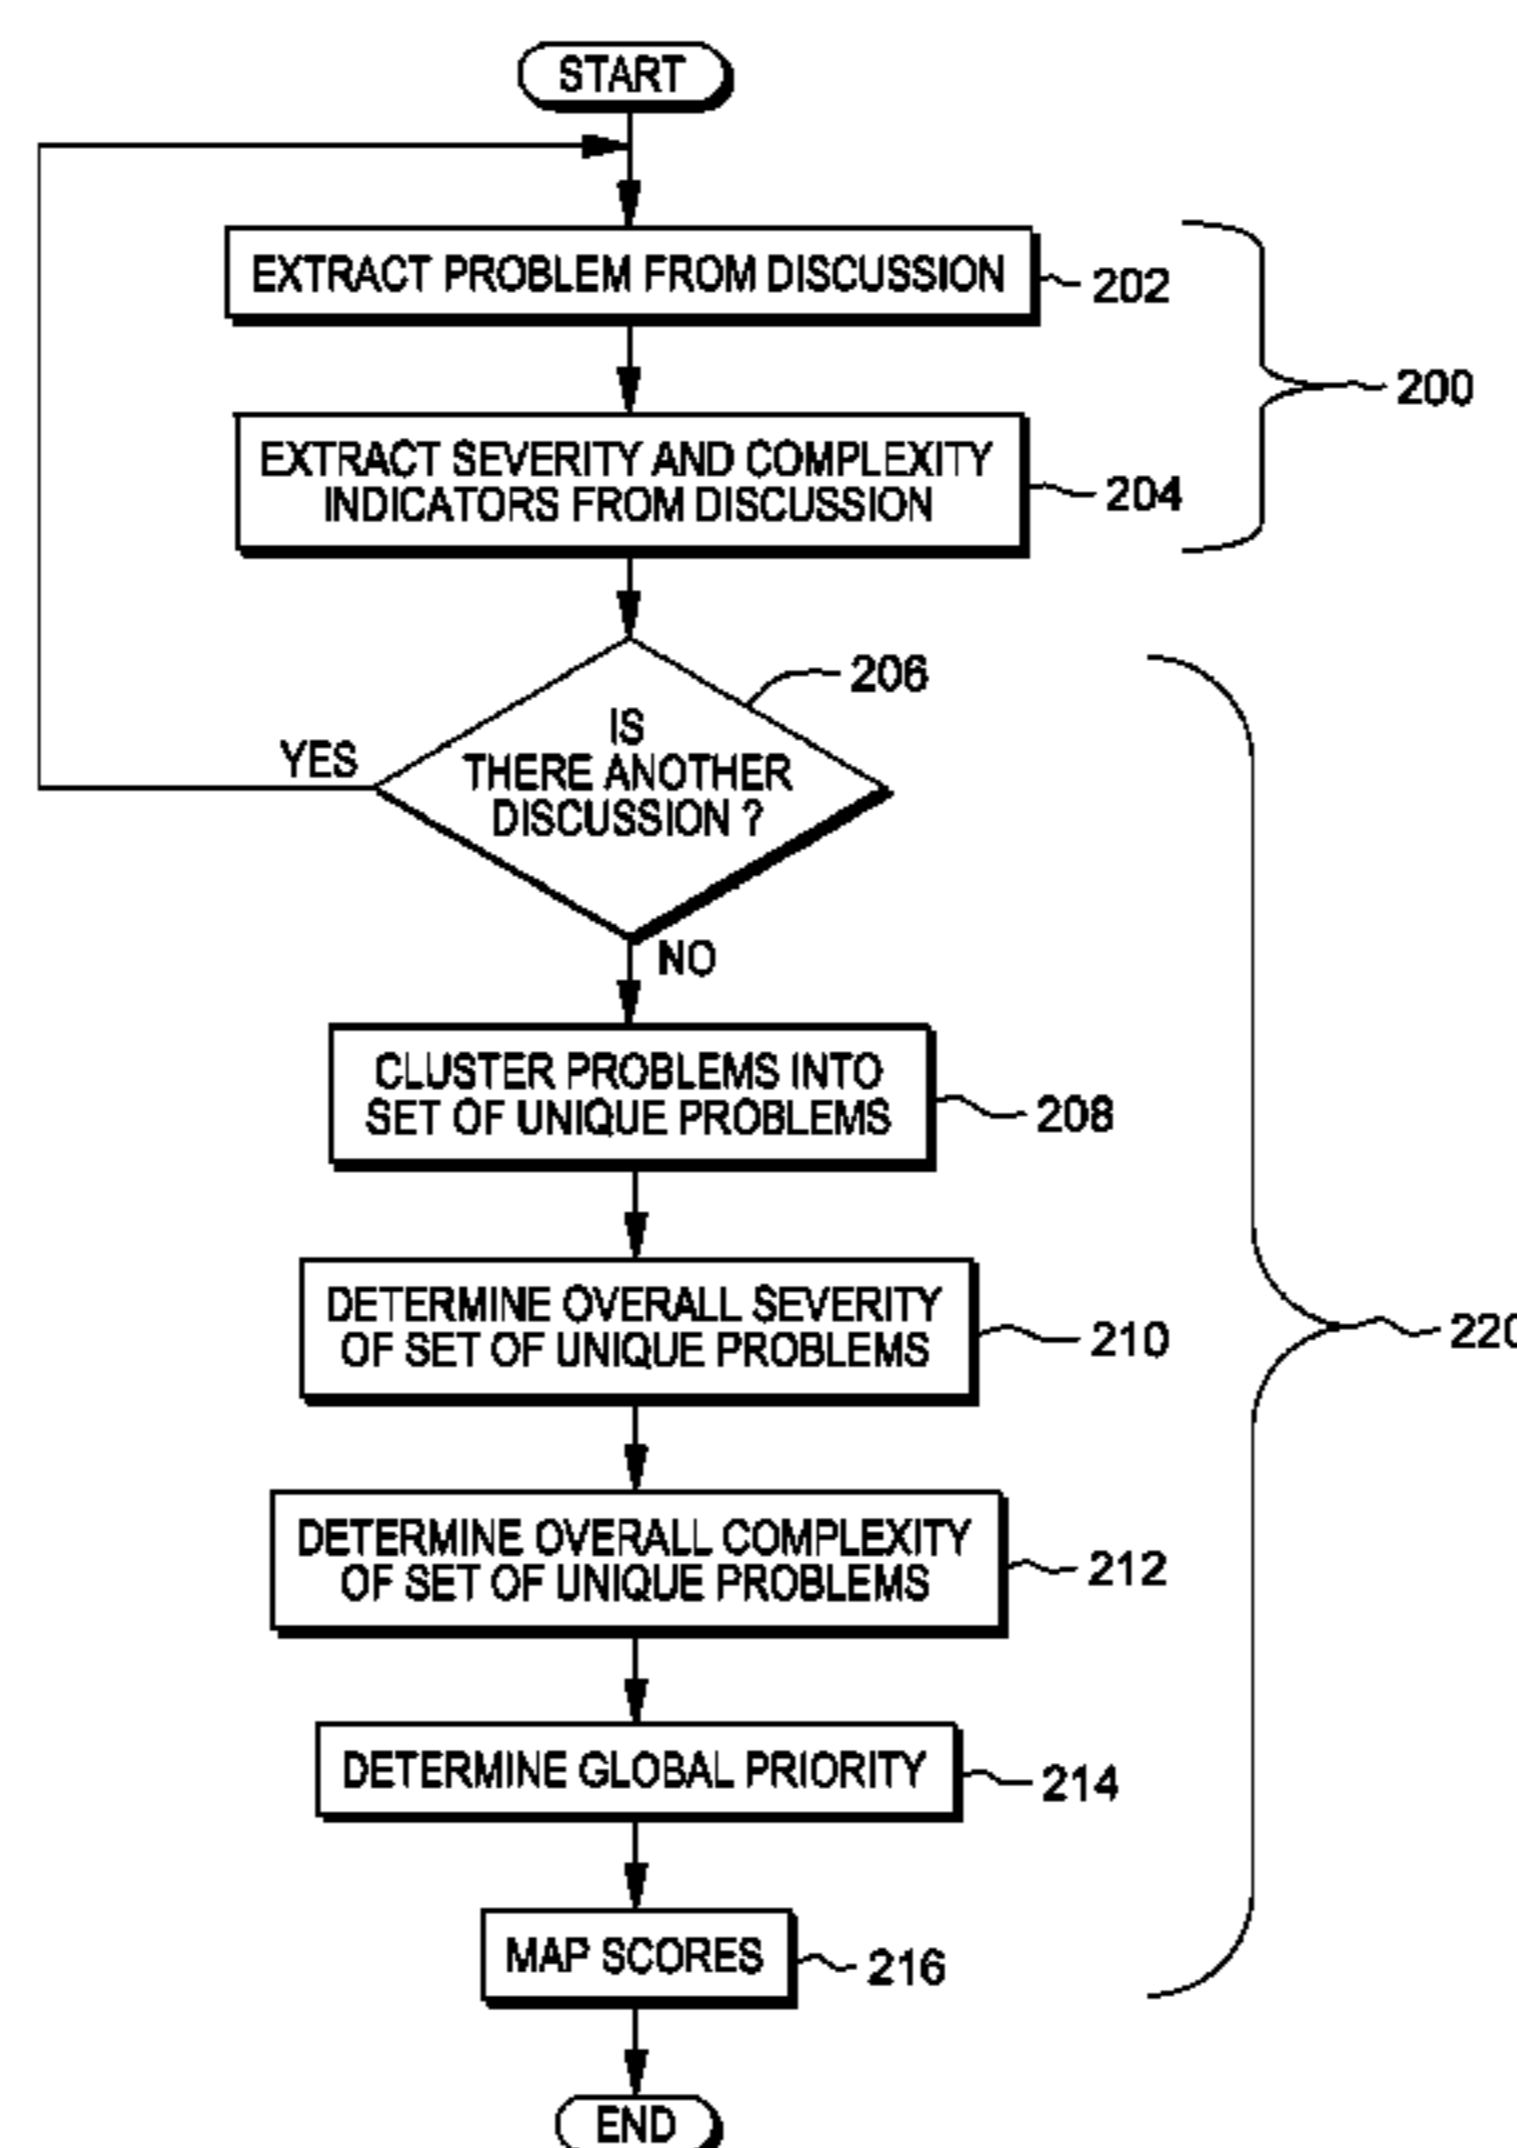 START
EXTRACT PROBLEM FROM DISCUSSION
202
200
EXTRACT SEVERITY AND COMPLEXITY
INDICATORS FROM DISCUSSION
204
206
IS
THERE ANOTHER
DISCUSSION ?
YES
NO
CLUSTER PROBLEMS INTO
SET OF UNIQUE PROBLEMS
208
DETERMINE OVERALL SEVERITY
OF SET OF UNIQUE PROBLEMS
210
220
DETERMINE OVERALL COMPLEXITY
OF SET OF UNIQUE PROBLEMS
212
DETERMINE GLOBAL PRIORITY
214
MAP SCORES
216
END